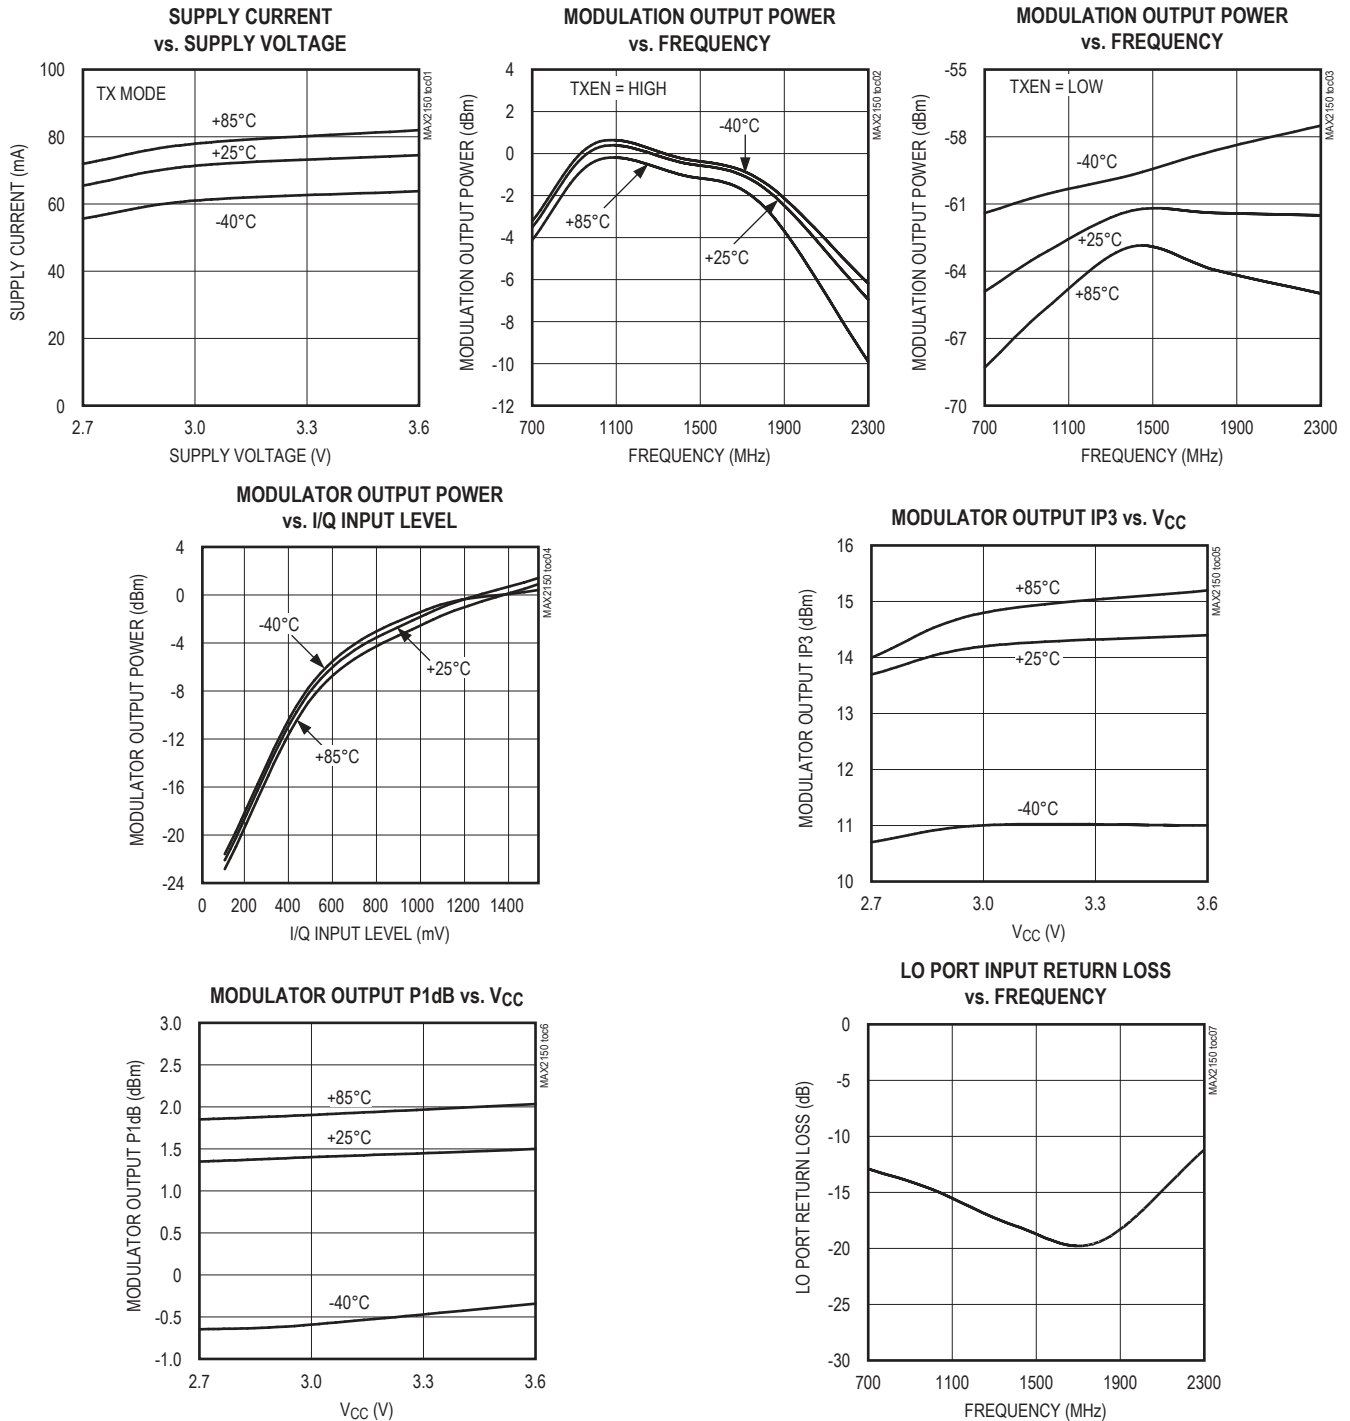 SUPPLY CURRENT
vs. SUPPLY VOLTAGE
100
80
60
40
20
0
SUPPLY CURRENT (mA)
TX MODE
+85°C
+25°C
-40°C
MAX2150 toc01
2.7 3.0 3.3 3.6
SUPPLY VOLTAGE (V)
MODULATION OUTPUT POWER
vs. FREQUENCY
4
2
0
-2
-4
-6
-8
-10
-12
MODULATION OUTPUT POWER (dBm)
TXEN = HIGH
-40°C
+85°C
+25°C
MAX2150 toc02
700 1100 1500 1900 2300
FREQUENCY (MHz)
MODULATION OUTPUT POWER
vs. FREQUENCY
-55
-58
-61
-64
-67
-70
MODULATION OUTPUT POWER (dBm)
TXEN = LOW
-40°C
+25°C
+85°C
MAX2150 toc03
700 1100 1500 1900 2300
FREQUENCY (MHz)
MODULATOR OUTPUT POWER
vs. I/Q INPUT LEVEL
4
0
-4
-8
-12
-16
-20
-24
MODULATOR OUTPUT POWER (dBm)
-40°C
+25°C
+85°C
MAX2150 toc04
0 200 400 600 800 1000 1200 1400
I/Q INPUT LEVEL (mV)
MODULATOR OUTPUT IP3 vs. VCC
16
15
14
13
12
11
10
MODULATOR OUTPUT IP3 (dBm)
+85°C
+25°C
-40°C
MAX2150 toc05
2.7 3.0 3.3 3.6
VCC (V)
MODULATOR OUTPUT P1dB vs. VCC
3.0
2.5
2.0
1.5
1.0
0.5
0
-0.5
-1.0
MODULATOR OUTPUT P1dB (dBm)
+85°C
+25°C
-40°C
MAX2150 toc6
2.7 3.0 3.3 3.6
VCC (V)
LO PORT INPUT RETURN LOSS
vs. FREQUENCY
0
-5
-10
-15
-20
-25
-30
LO PORT RETURN LOSS (dB)
MAX2150 toc07
700 1100 1500 1900 2300
FREQUENCY (MHz)